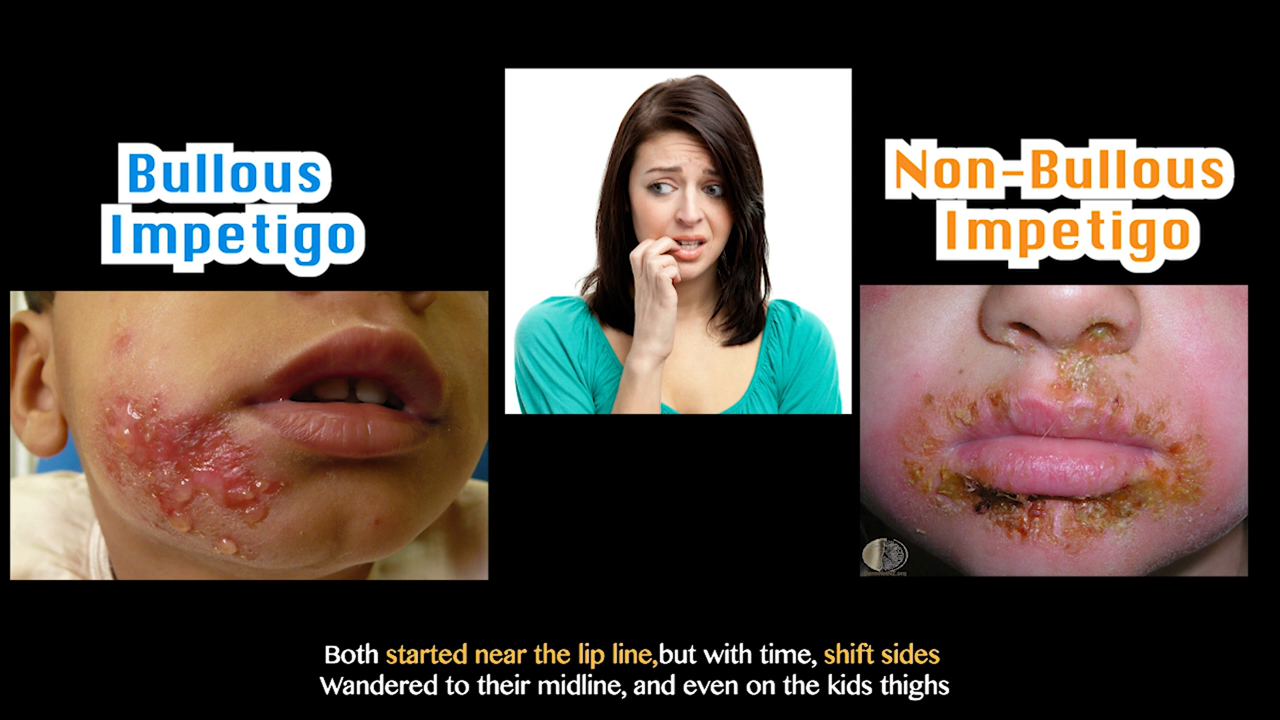 Bullous
Impetigo
Non-Bullous
Impetigo
Both started near the lip line,but with time, shift sides
Wandered to their midline, and even on the kids thighs